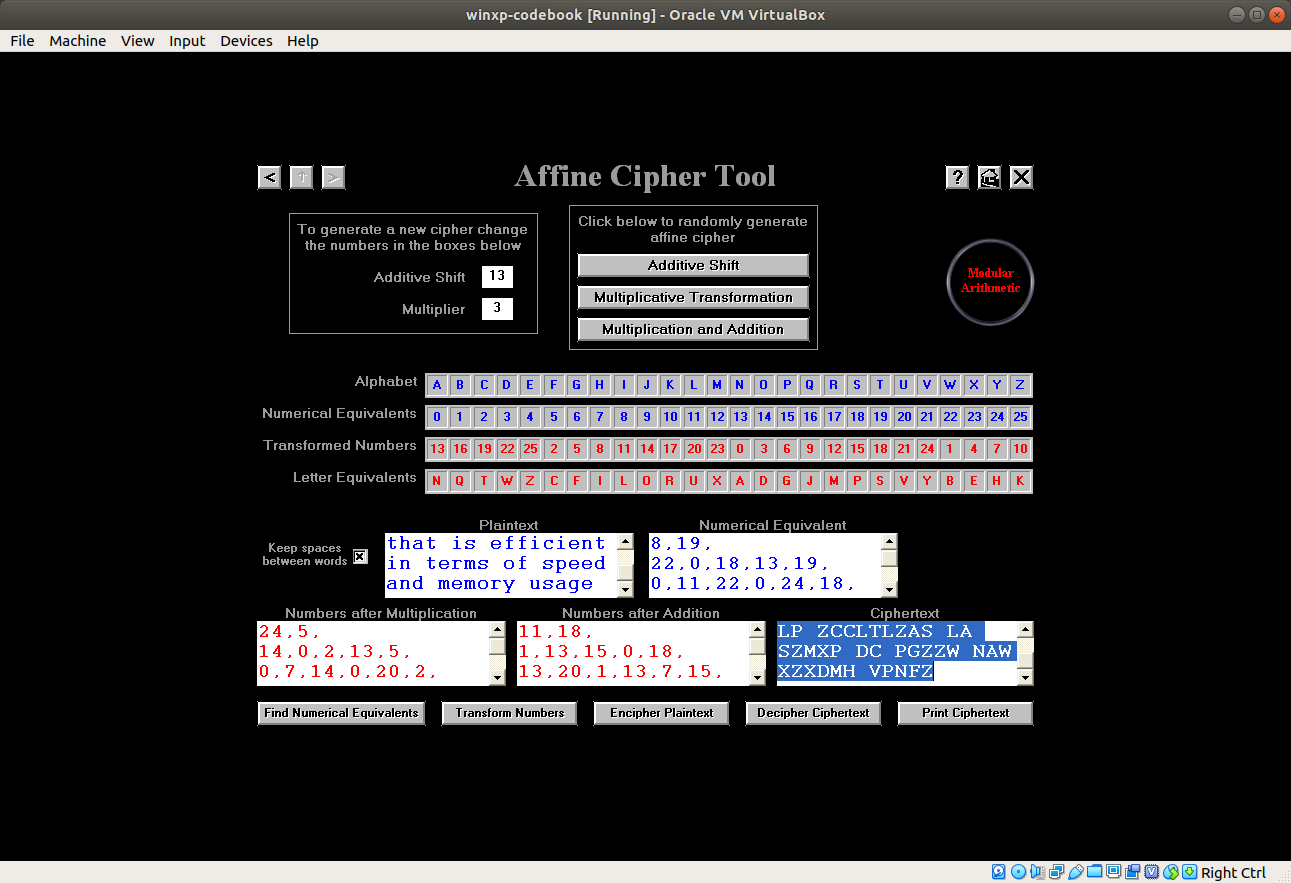 winxp-codebook [Running] - Oracle VM VirtualBox
File Machine View Input Devices Help
< ↑ >
Affine Cipher Tool
?
X
To generate a new cipher change
the numbers in the boxes below
Additive Shift 13
Multiplier 3
Click below to randomly generate
affine cipher
Additive Shift
Multiplicative Transformation
Multiplication and Addition
Modular
Arithmetic
Alphabet A B C D E F G H I J K L M N O P Q R S T U V W X Y Z
Numerical Equivalents 0 1 2 3 4 5 6 7 8 9 10 11 12 13 14 15 16 17 18 19 20 21 22 23 24 25
Transformed Numbers 13 16 19 22 25 2 5 8 11 14 17 20 23 0 3 6 9 12 15 18 21 24 1 4 7 10
Letter Equivalents N Q T W Z C F I L O R U X A D G J M P S V Y B E H K
Keep spaces
between words
Plaintext
that is efficient
in terms of speed
and memory usage
Numerical Equivalent
8,19,
22,0,18,13,19,
0,11,22,0,24,18,
Numbers after Multiplication
24,5,
14,0,2,13,5,
0,7,14,0,20,2,
Numbers after Addition
11,18,
1,13,15,0,18,
13,20,1,13,7,15,
Ciphertext
LP ZCCLTLZAS LA
SZMXP DC PGZZW NAW
XZXDMH VPNFZ
Find Numerical Equivalents
Transform Numbers
Encipher Plaintext
Decipher Ciphertext
Print Ciphertext
Right Ctrl